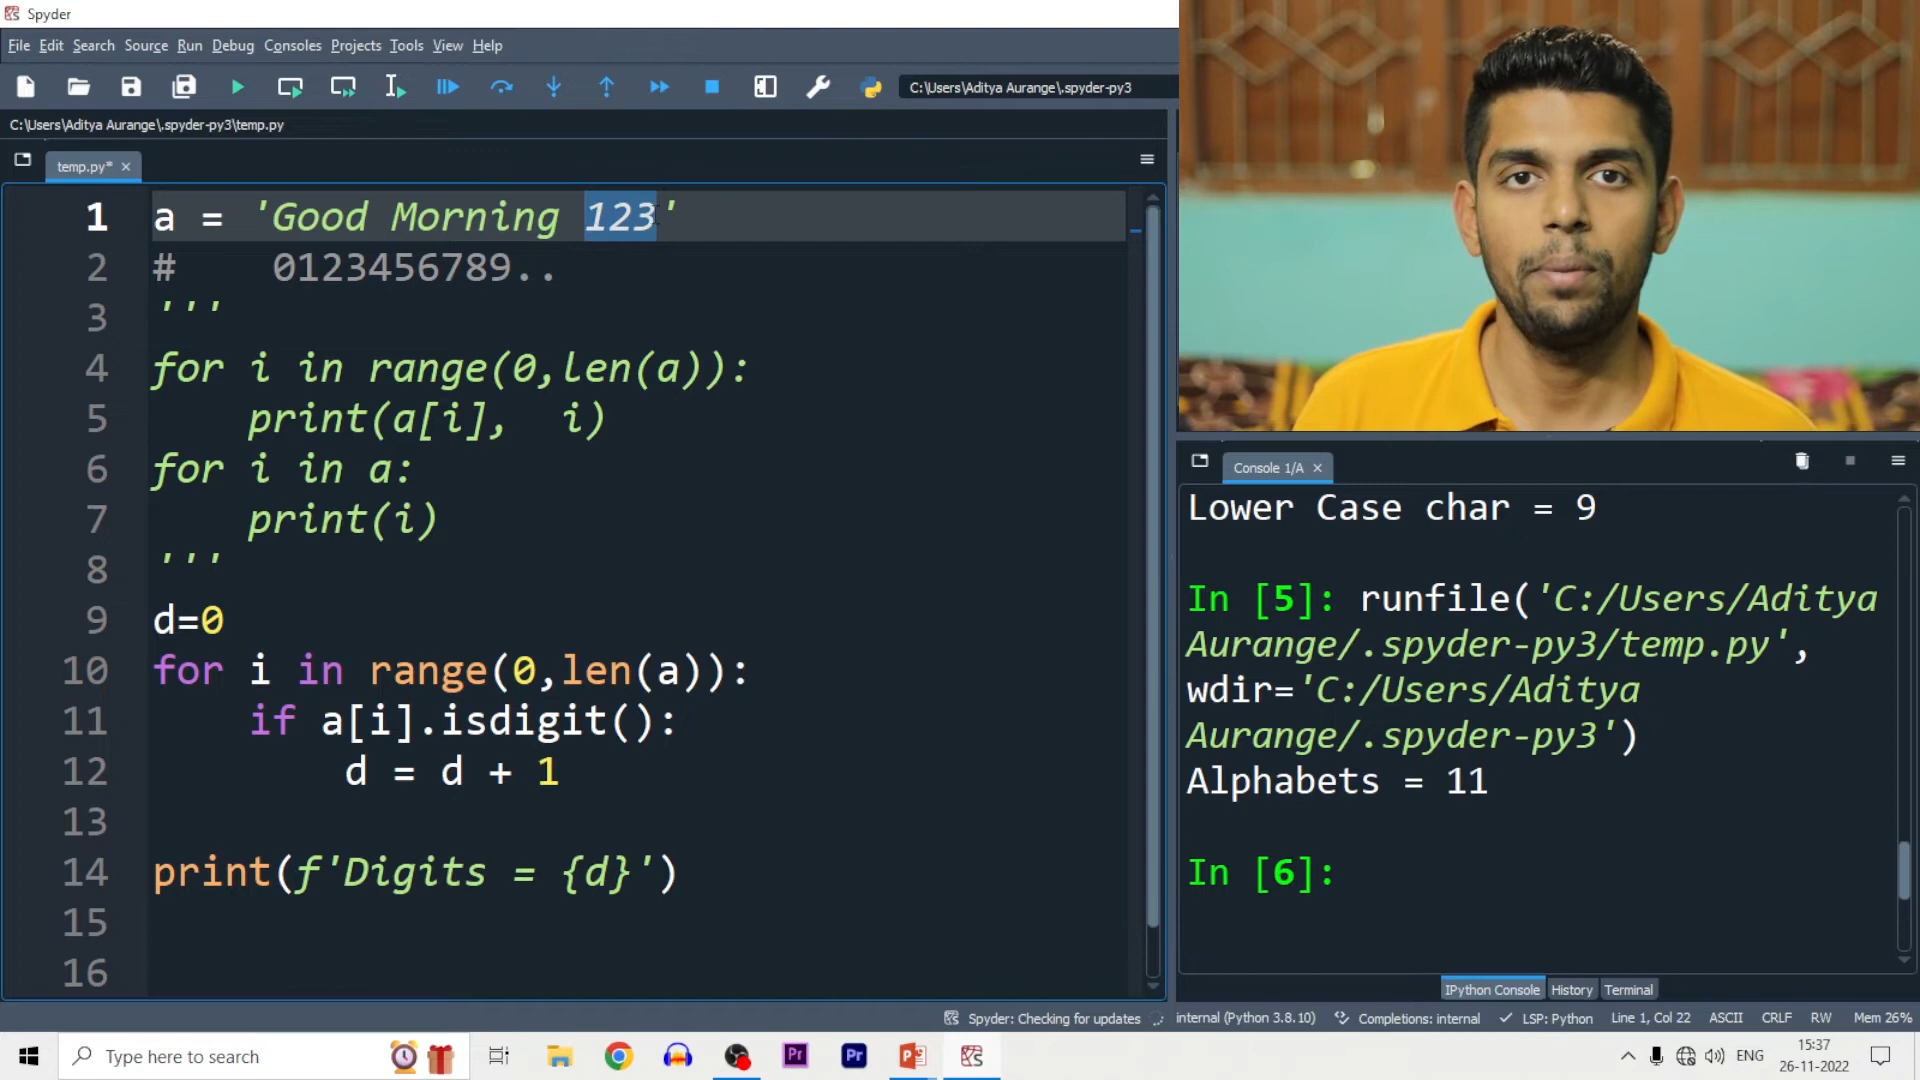 Spyder
File Edit Search Source Run Debug Consoles Projects Tools View Help
C:\Users\Aditya Aurange\.spyder-py3
C:\Users\Aditya Aurange\.spyder-py3\temp.py
temp.py*
1 a = 'Good Morning 123'
2 #    0123456789..
3 '''
4 for i in range(0,len(a)):
5     print(a[i],  i)
6 for i in a:
7     print(i)
8 '''
9 d=0
10 for i in range(0,len(a)):
11     if a[i].isdigit():
12         d = d + 1
13
14 print(f'Digits = {d}')
15
16
Console 1/A
Lower Case char = 9
In [5]: runfile('C:/Users/Aditya
Aurange/.spyder-py3/temp.py',
wdir='C:/Users/Aditya
Aurange/.spyder-py3')
Alphabets = 11
In [6]:
IPython Console History Terminal
Spyder: Checking for updates internal (Python 3.8.10) Completions: internal LSP: Python Line 1, Col 22 ASCII CRLF RW Mem 26%
Type here to search
Pr
Pr
ENG
15:37
26-11-2022